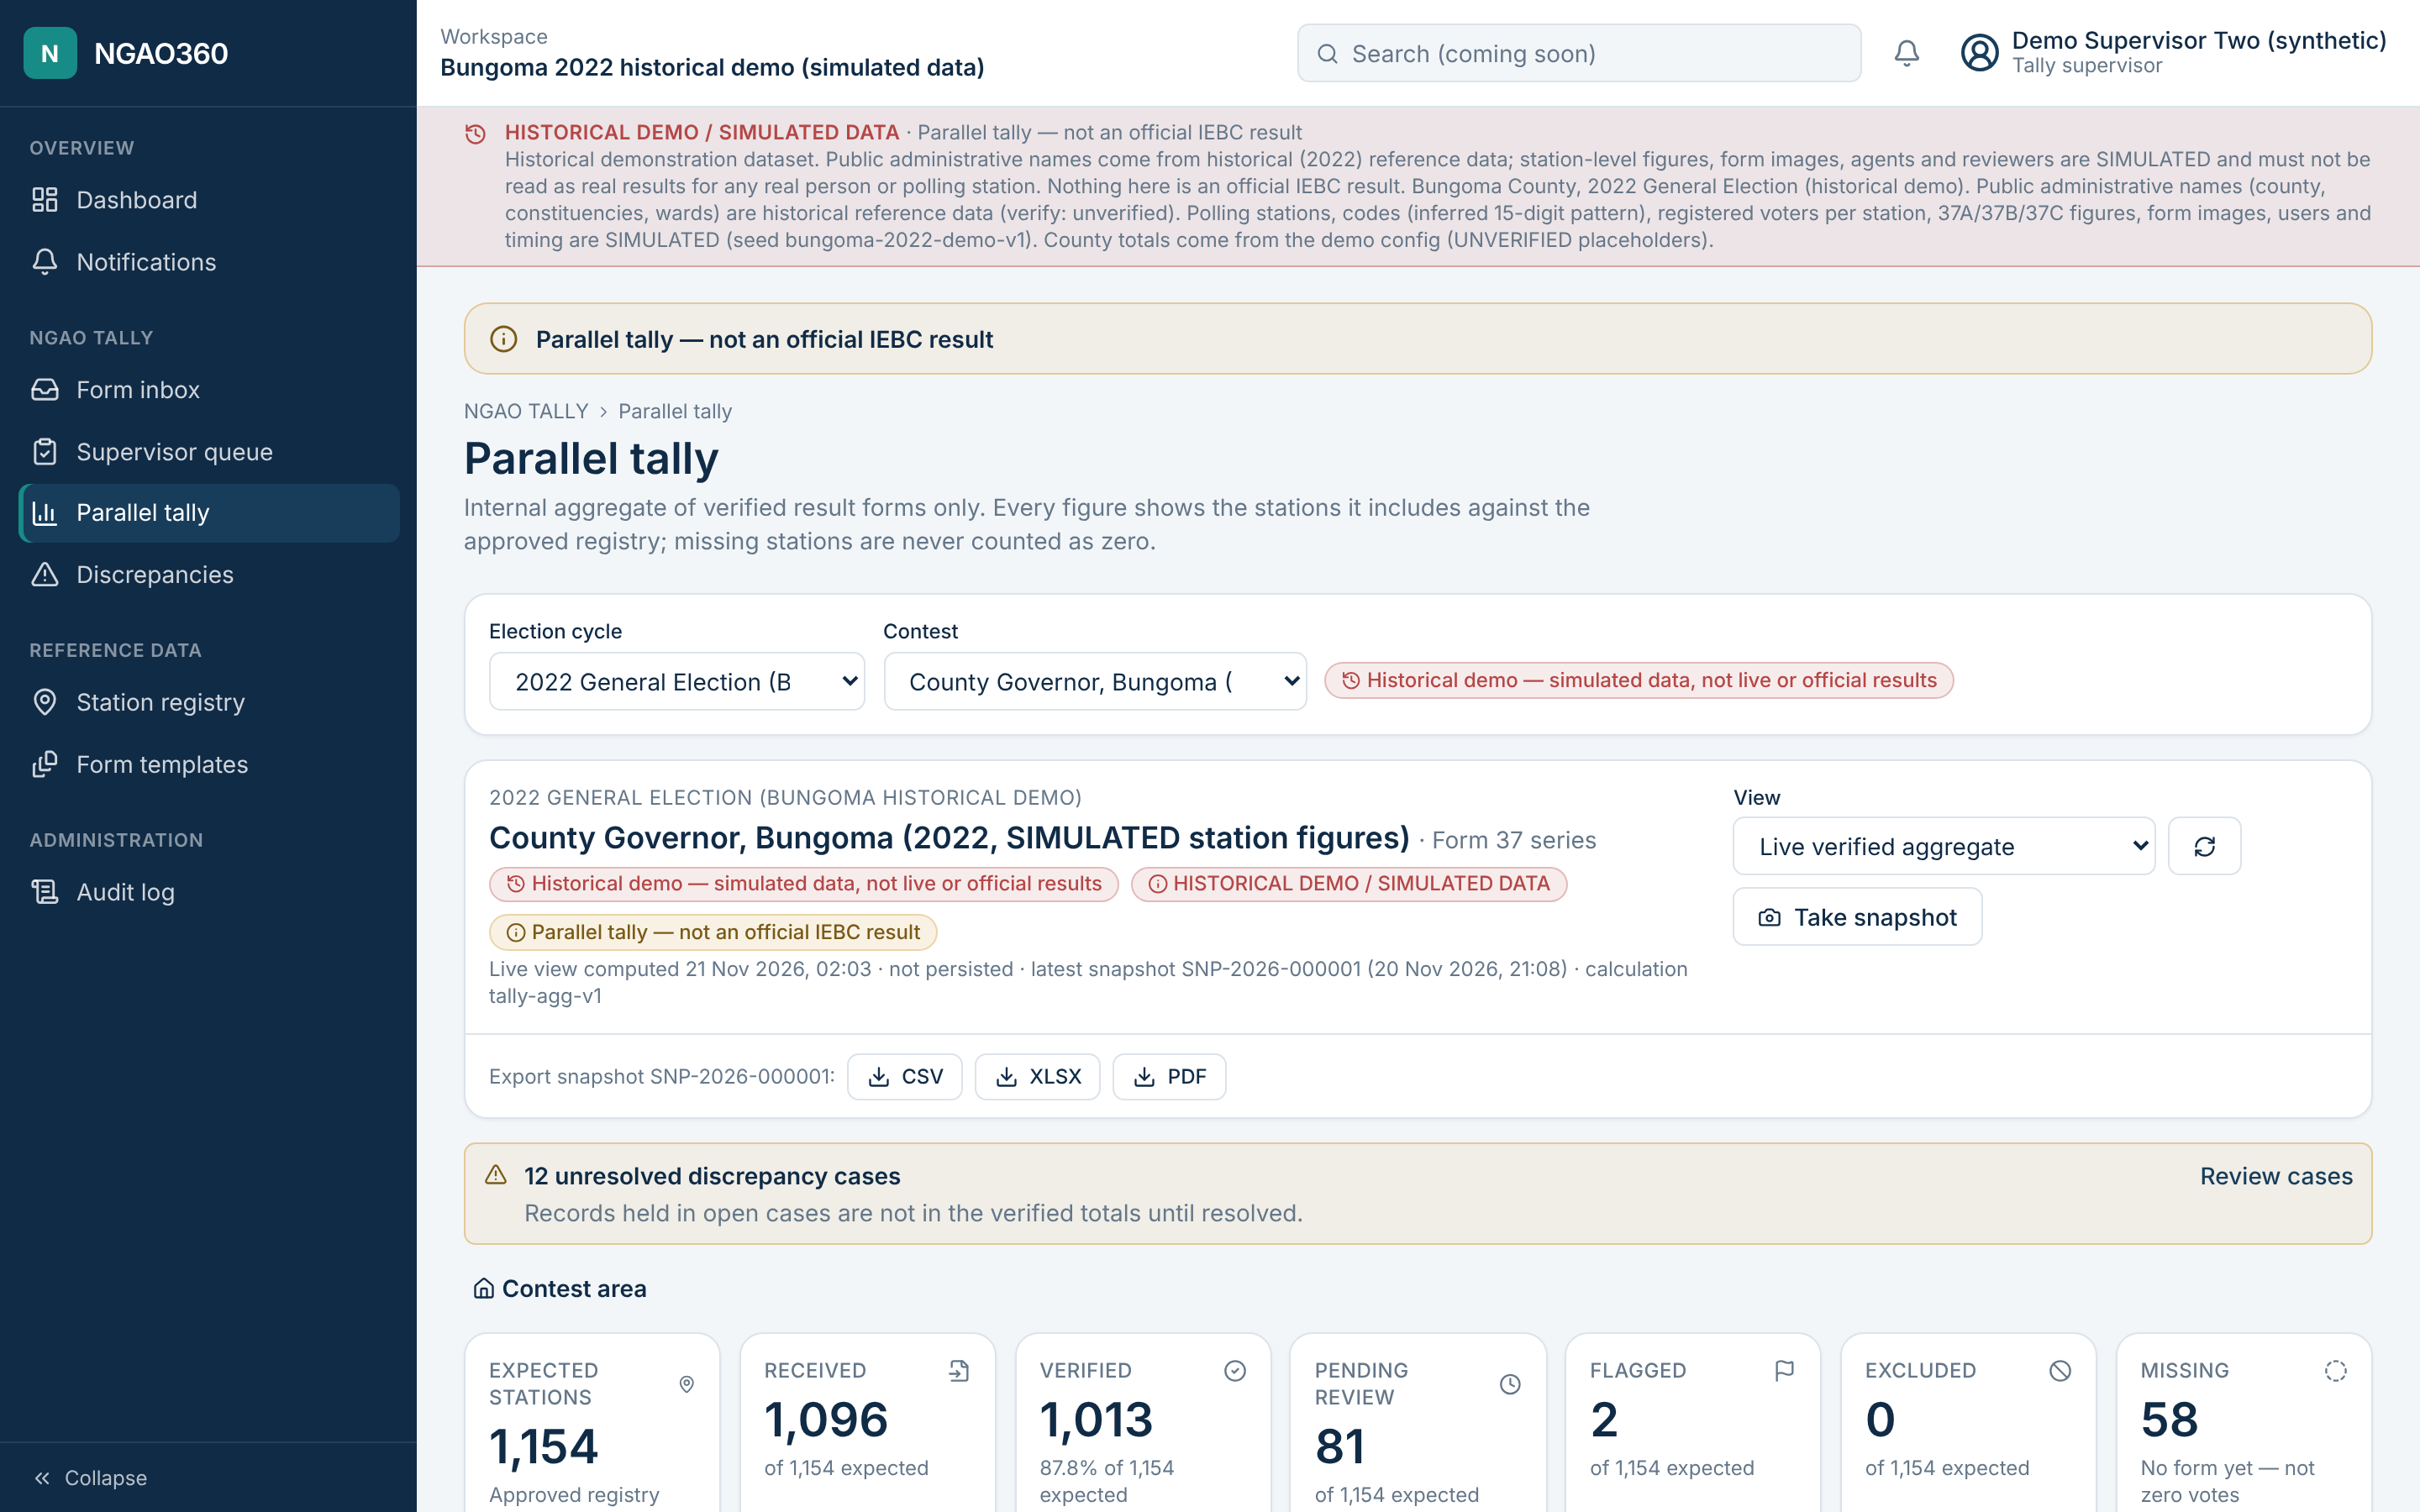 N NGAO360
OVERVIEW
Dashboard
Notifications
NGAO TALLY
Form inbox
Supervisor queue
Parallel tally
Discrepancies
REFERENCE DATA
Station registry
Form templates
ADMINISTRATION
Audit log
Collapse
Workspace
Bungoma 2022 historical demo (simulated data)
Search (coming soon)
Demo Supervisor Two (synthetic)
Tally supervisor
HISTORICAL DEMO / SIMULATED DATA · Parallel tally — not an official IEBC result
Historical demonstration dataset. Public administrative names come from historical (2022) reference data; station-level figures, form images, agents and reviewers are SIMULATED and must not be
read as real results for any real person or polling station. Nothing here is an official IEBC result. Bungoma County, 2022 General Election (historical demo). Public administrative names (county,
constituencies, wards) are historical reference data (verify: unverified). Polling stations, codes (inferred 15-digit pattern), registered voters per station, 37A/37B/37C figures, form images, users and
timing are SIMULATED (seed bungoma-2022-demo-v1). County totals come from the demo config (UNVERIFIED placeholders).
Parallel tally — not an official IEBC result
NGAO TALLY › Parallel tally
Parallel tally
Internal aggregate of verified result forms only. Every figure shows the stations it includes against the
approved registry; missing stations are never counted as zero.
Election cycle
2022 General Election (B
Contest
County Governor, Bungoma (
Historical demo — simulated data, not live or official results
2022 GENERAL ELECTION (BUNGOMA HISTORICAL DEMO)
County Governor, Bungoma (2022, SIMULATED station figures) · Form 37 series
Historical demo — simulated data, not live or official results
HISTORICAL DEMO / SIMULATED DATA
Parallel tally — not an official IEBC result
Live view computed 21 Nov 2026, 02:03 · not persisted · latest snapshot SNP-2026-000001 (20 Nov 2026, 21:08) · calculation
tally-agg-v1
View
Live verified aggregate
Take snapshot
Export snapshot SNP-2026-000001:
CSV
XLSX
PDF
12 unresolved discrepancy cases
Review cases
Records held in open cases are not in the verified totals until resolved.
Contest area
EXPECTED
STATIONS
1,154
Approved registry
RECEIVED
1,096
of 1,154 expected
VERIFIED
1,013
87.8% of 1,154
expected
PENDING
REVIEW
81
of 1,154 expected
FLAGGED
2
of 1,154 expected
EXCLUDED
0
of 1,154 expected
MISSING
58
No form yet — not
zero votes